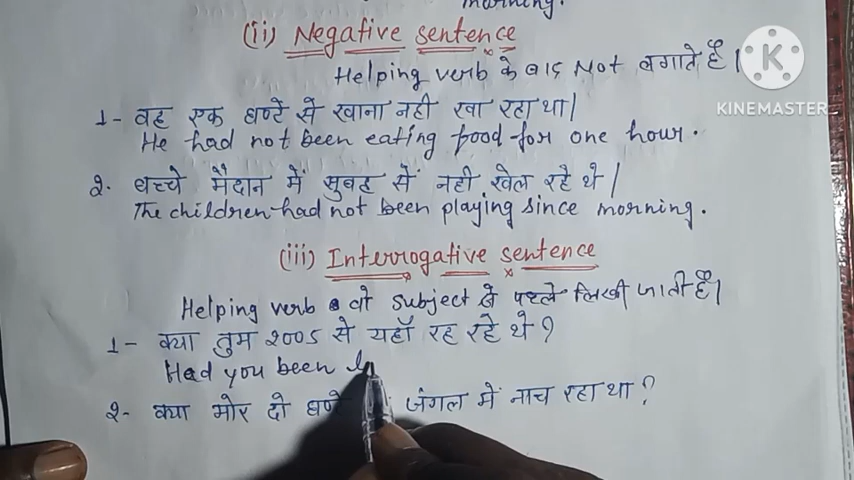 morning.
(ii) Negative sentence
Helping verb के बाद Not लगाते हैं।
1- वह एक घण्टे से खाना नही खा रहा था।
He had not been eating food for one hour.
2. बच्चे मैदान में सुबह से नही खेल रहे थे।
The children had not been playing since morning.
(iii) Interrogative sentence
Helping verb को subject से पहले लिखी जाती है।
1- क्या तुम 2005 से यहाँ रह रहे थे?
Had you been
2- क्या मोर दो घण्टे जंगल में नाच रहा था?
K
KINEMASTER